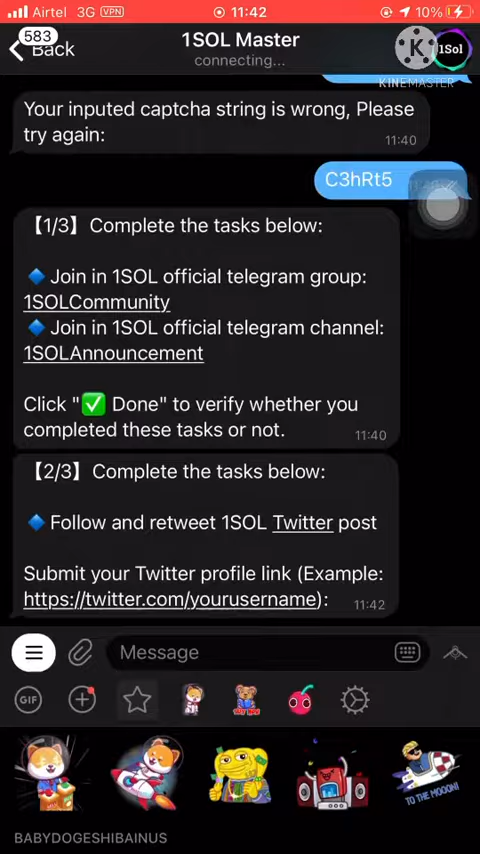 Airtel 3G VPN 11:42 10%
583
Back
1SOL Master
connecting...
1Sol
KINEMASTER
Your inputed captcha string is wrong, Please
try again:
11:40
C3hRt5
【1/3】Complete the tasks below:
🔹Join in 1SOL official telegram group:
1SOLCommunity
🔹Join in 1SOL official telegram channel:
1SOLAnnouncement
Click "✅ Done" to verify whether you
completed these tasks or not.
11:40
【2/3】Complete the tasks below:
🔹Follow and retweet 1SOL Twitter post
Submit your Twitter profile link (Example:
https://twitter.com/yourusername):
11:42
Message
GIF
TO THE MOOON!
BABYDOGESHIBAINUS